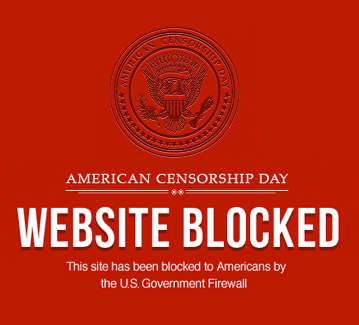 AMERICAN CENSORSHIP DAY
AMERICAN CENSORSHIP DAY
WEBSITE BLOCKED
This site has been blocked to Americans by
the U.S. Government Firewall